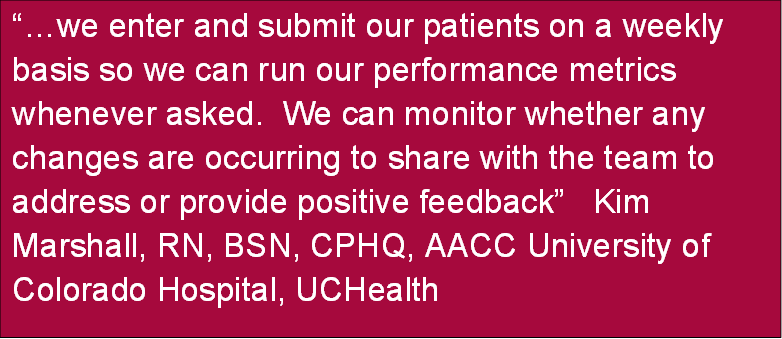 “…we enter and submit our patients on a weekly
basis so we can run our performance metrics
whenever asked.  We can monitor whether any
changes are occurring to share with the team to
address or provide positive feedback”   Kim
Marshall, RN, BSN, CPHQ, AACC University of
Colorado Hospital, UCHealth